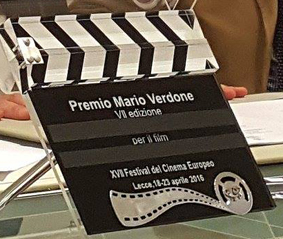 Premio Mario Verdone
VII edizione
per il film
XVII Festival del Cinema Europeo
Lecce, 18-23 aprile 2016